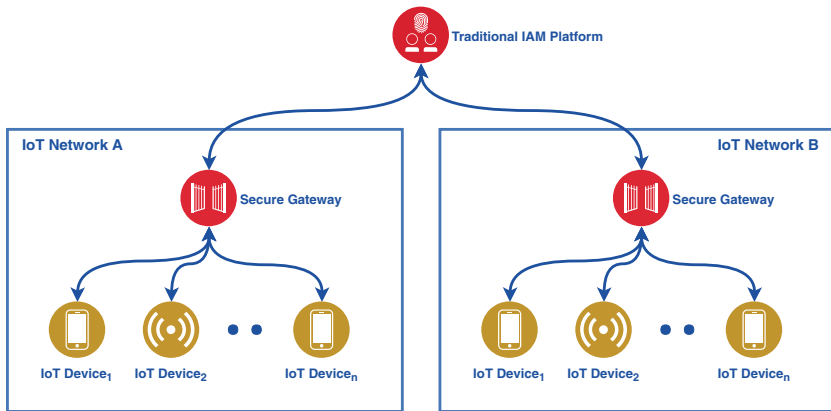 Traditional IAM Platform
IoT Network A
IoT Network B
Secure Gateway
Secure Gateway
IoT Device₁
IoT Device₂
IoT Deviceₙ
IoT Device₁
IoT Device₂
IoT Deviceₙ